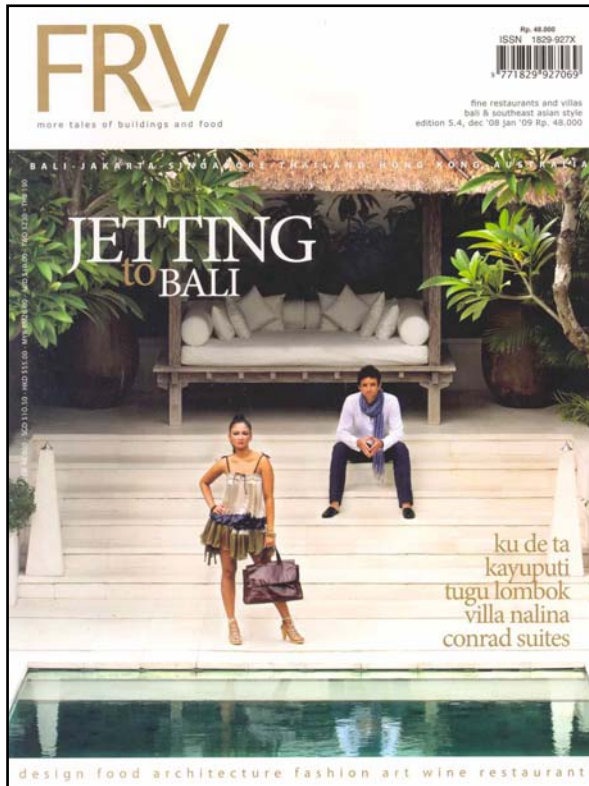 FRV
more tales of buildings and food
Rp. 48.000
ISSN 1829-927X
9 771829 927069
fine restaurants and villas
bali & southeast asian style
edition 5.4, dec '08 jan '09 Rp. 48,000
BALI-JAKARTA-SINGAPORE-THAILAND-HONG KONG-AUSTRALIA
JETTING
to BALI
ku de ta
kayuputi
tugu lombok
villa nalina
conrad suites
design food architecture fashion art wine restaurant